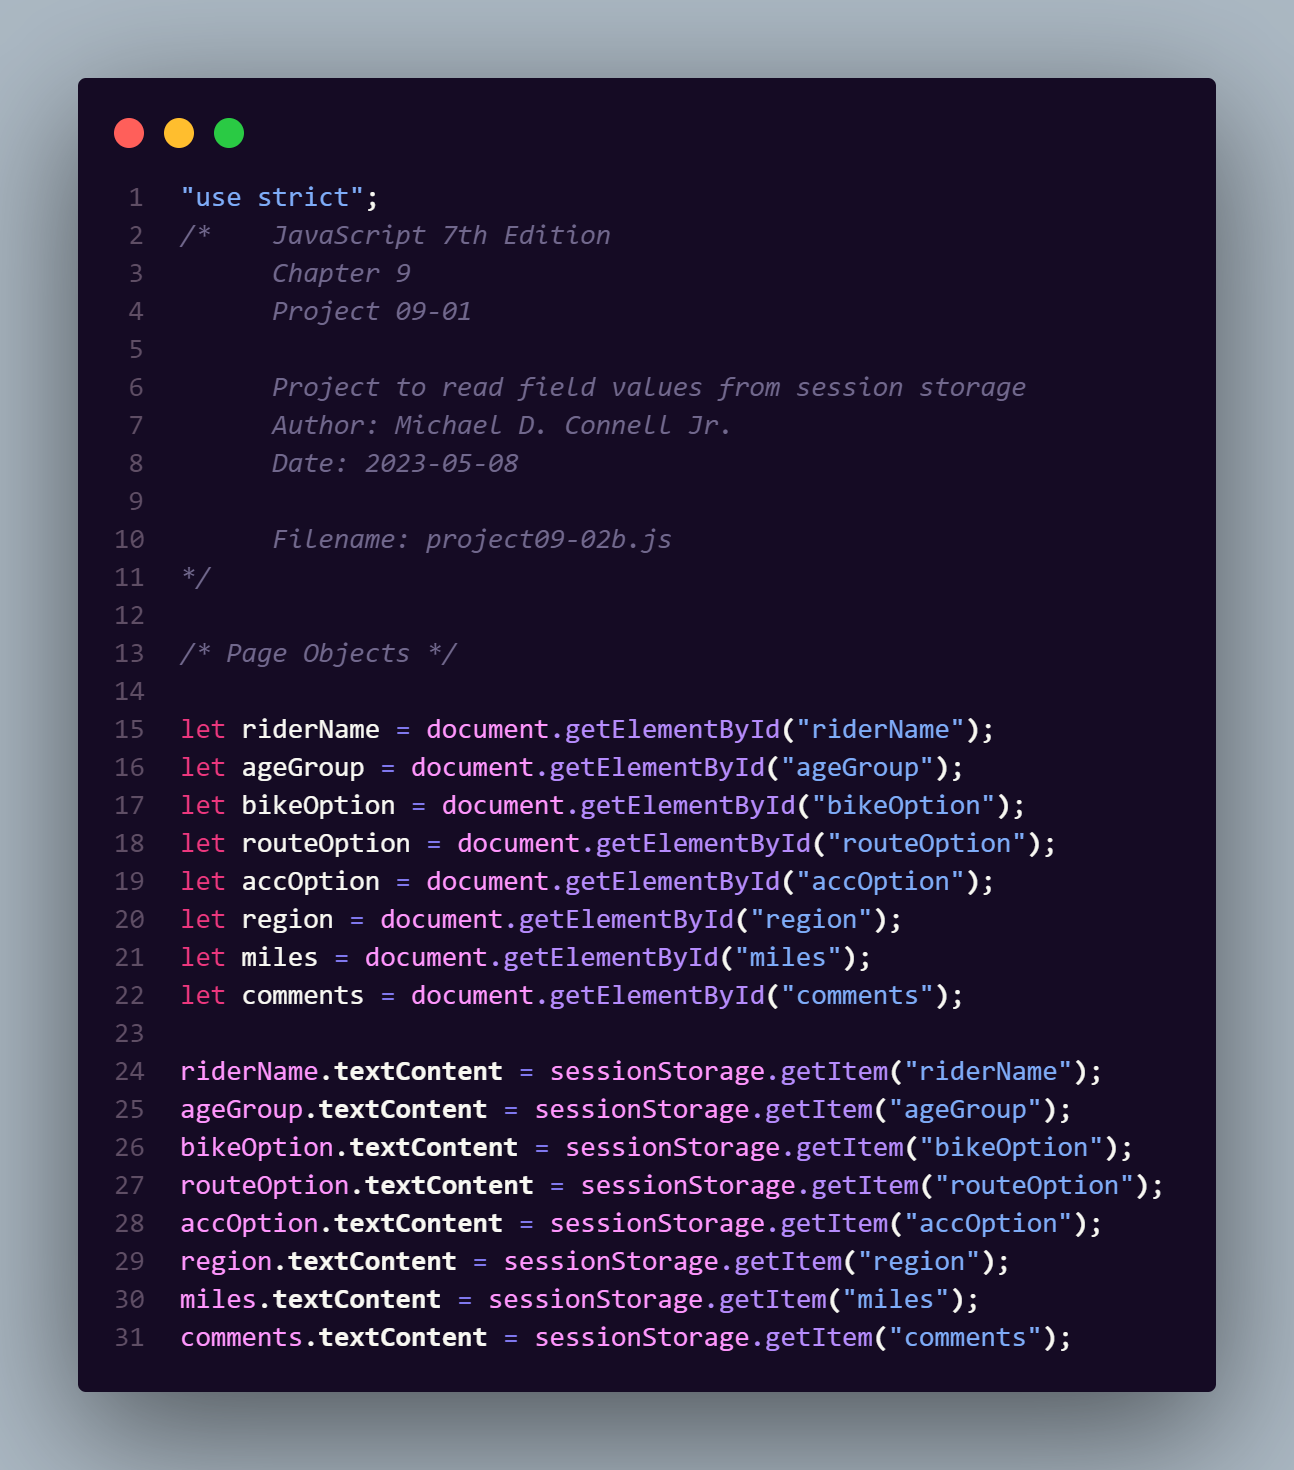 1 "use strict";
2 /*    JavaScript 7th Edition
3       Chapter 9
4       Project 09-01
5
6       Project to read field values from session storage
7       Author: Michael D. Connell Jr.
8       Date: 2023-05-08
9
10       Filename: project09-02b.js
11 */
12
13 /* Page Objects */
14
15 let riderName = document.getElementById("riderName");
16 let ageGroup = document.getElementById("ageGroup");
17 let bikeOption = document.getElementById("bikeOption");
18 let routeOption = document.getElementById("routeOption");
19 let accOption = document.getElementById("accOption");
20 let region = document.getElementById("region");
21 let miles = document.getElementById("miles");
22 let comments = document.getElementById("comments");
23
24 riderName.textContent = sessionStorage.getItem("riderName");
25 ageGroup.textContent = sessionStorage.getItem("ageGroup");
26 bikeOption.textContent = sessionStorage.getItem("bikeOption");
27 routeOption.textContent = sessionStorage.getItem("routeOption");
28 accOption.textContent = sessionStorage.getItem("accOption");
29 region.textContent = sessionStorage.getItem("region");
30 miles.textContent = sessionStorage.getItem("miles");
31 comments.textContent = sessionStorage.getItem("comments");